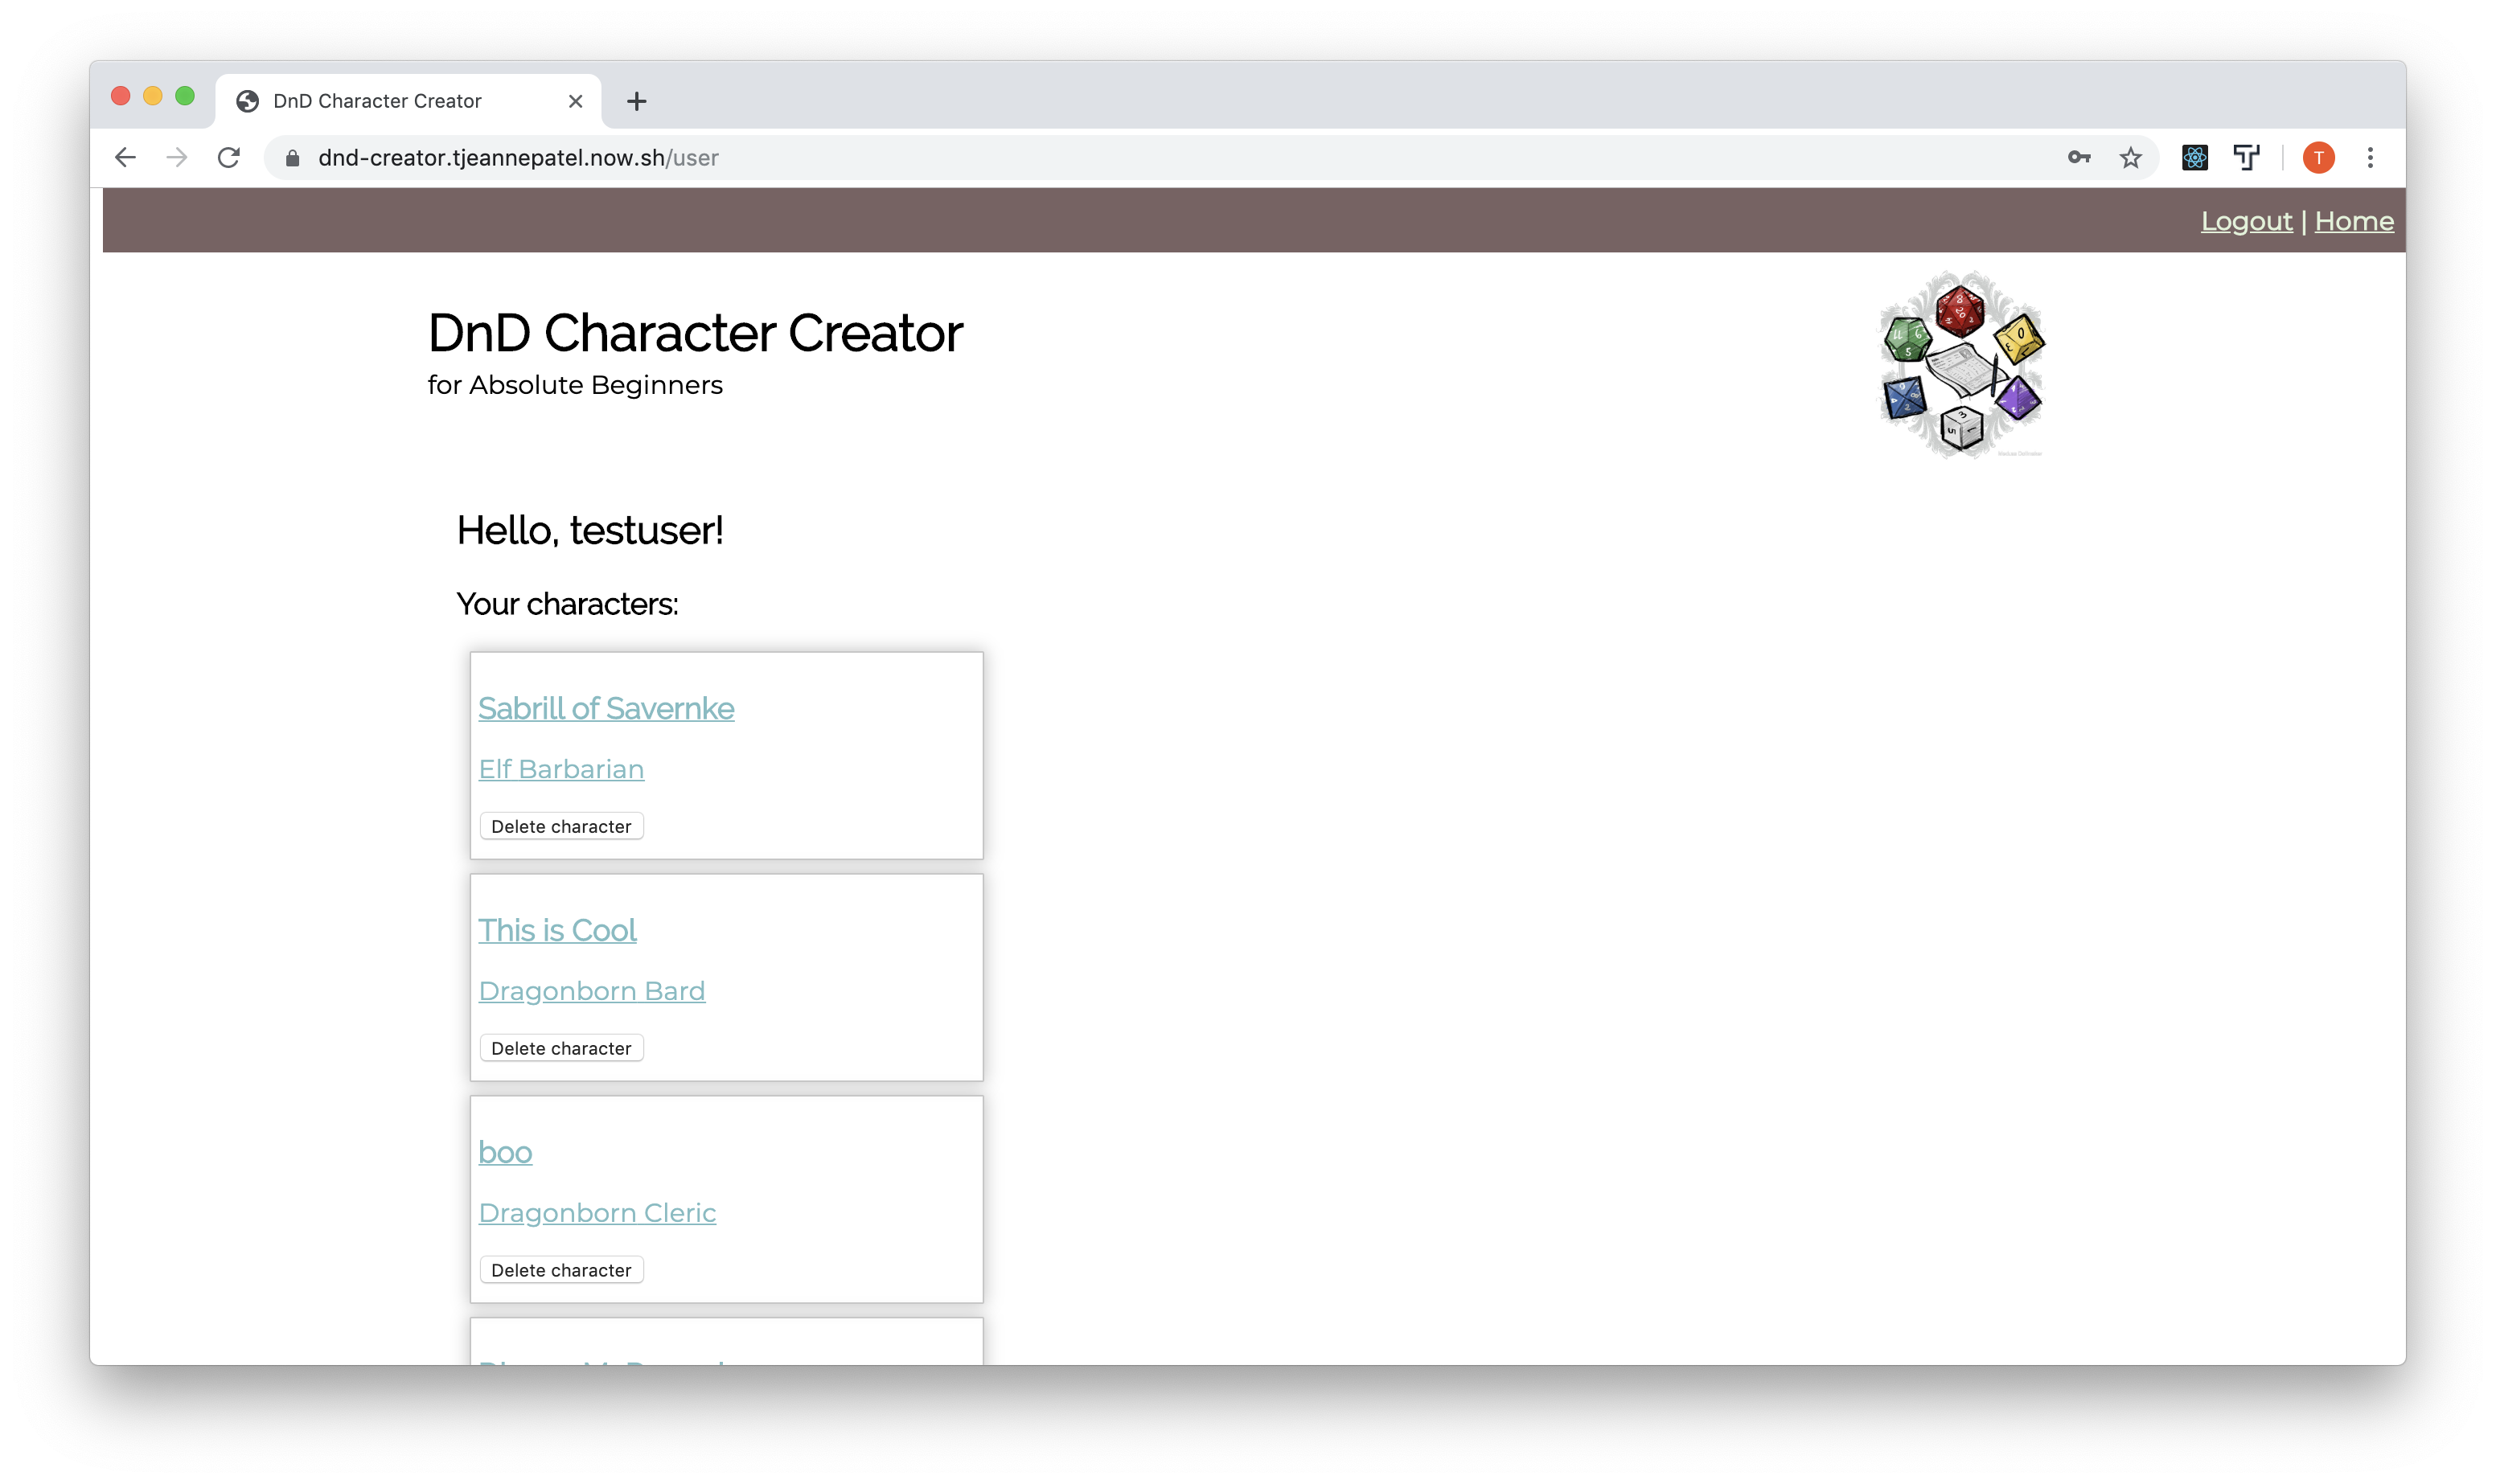 DnD Character Creator
dnd-creator.tjeannepatel.now.sh/user
T
Logout | Home
DnD Character Creator
for Absolute Beginners
Hello, testuser!
Your characters:
Sabrill of Savernke
Elf Barbarian
Delete character
This is Cool
Dragonborn Bard
Delete character
boo
Dragonborn Cleric
Delete character